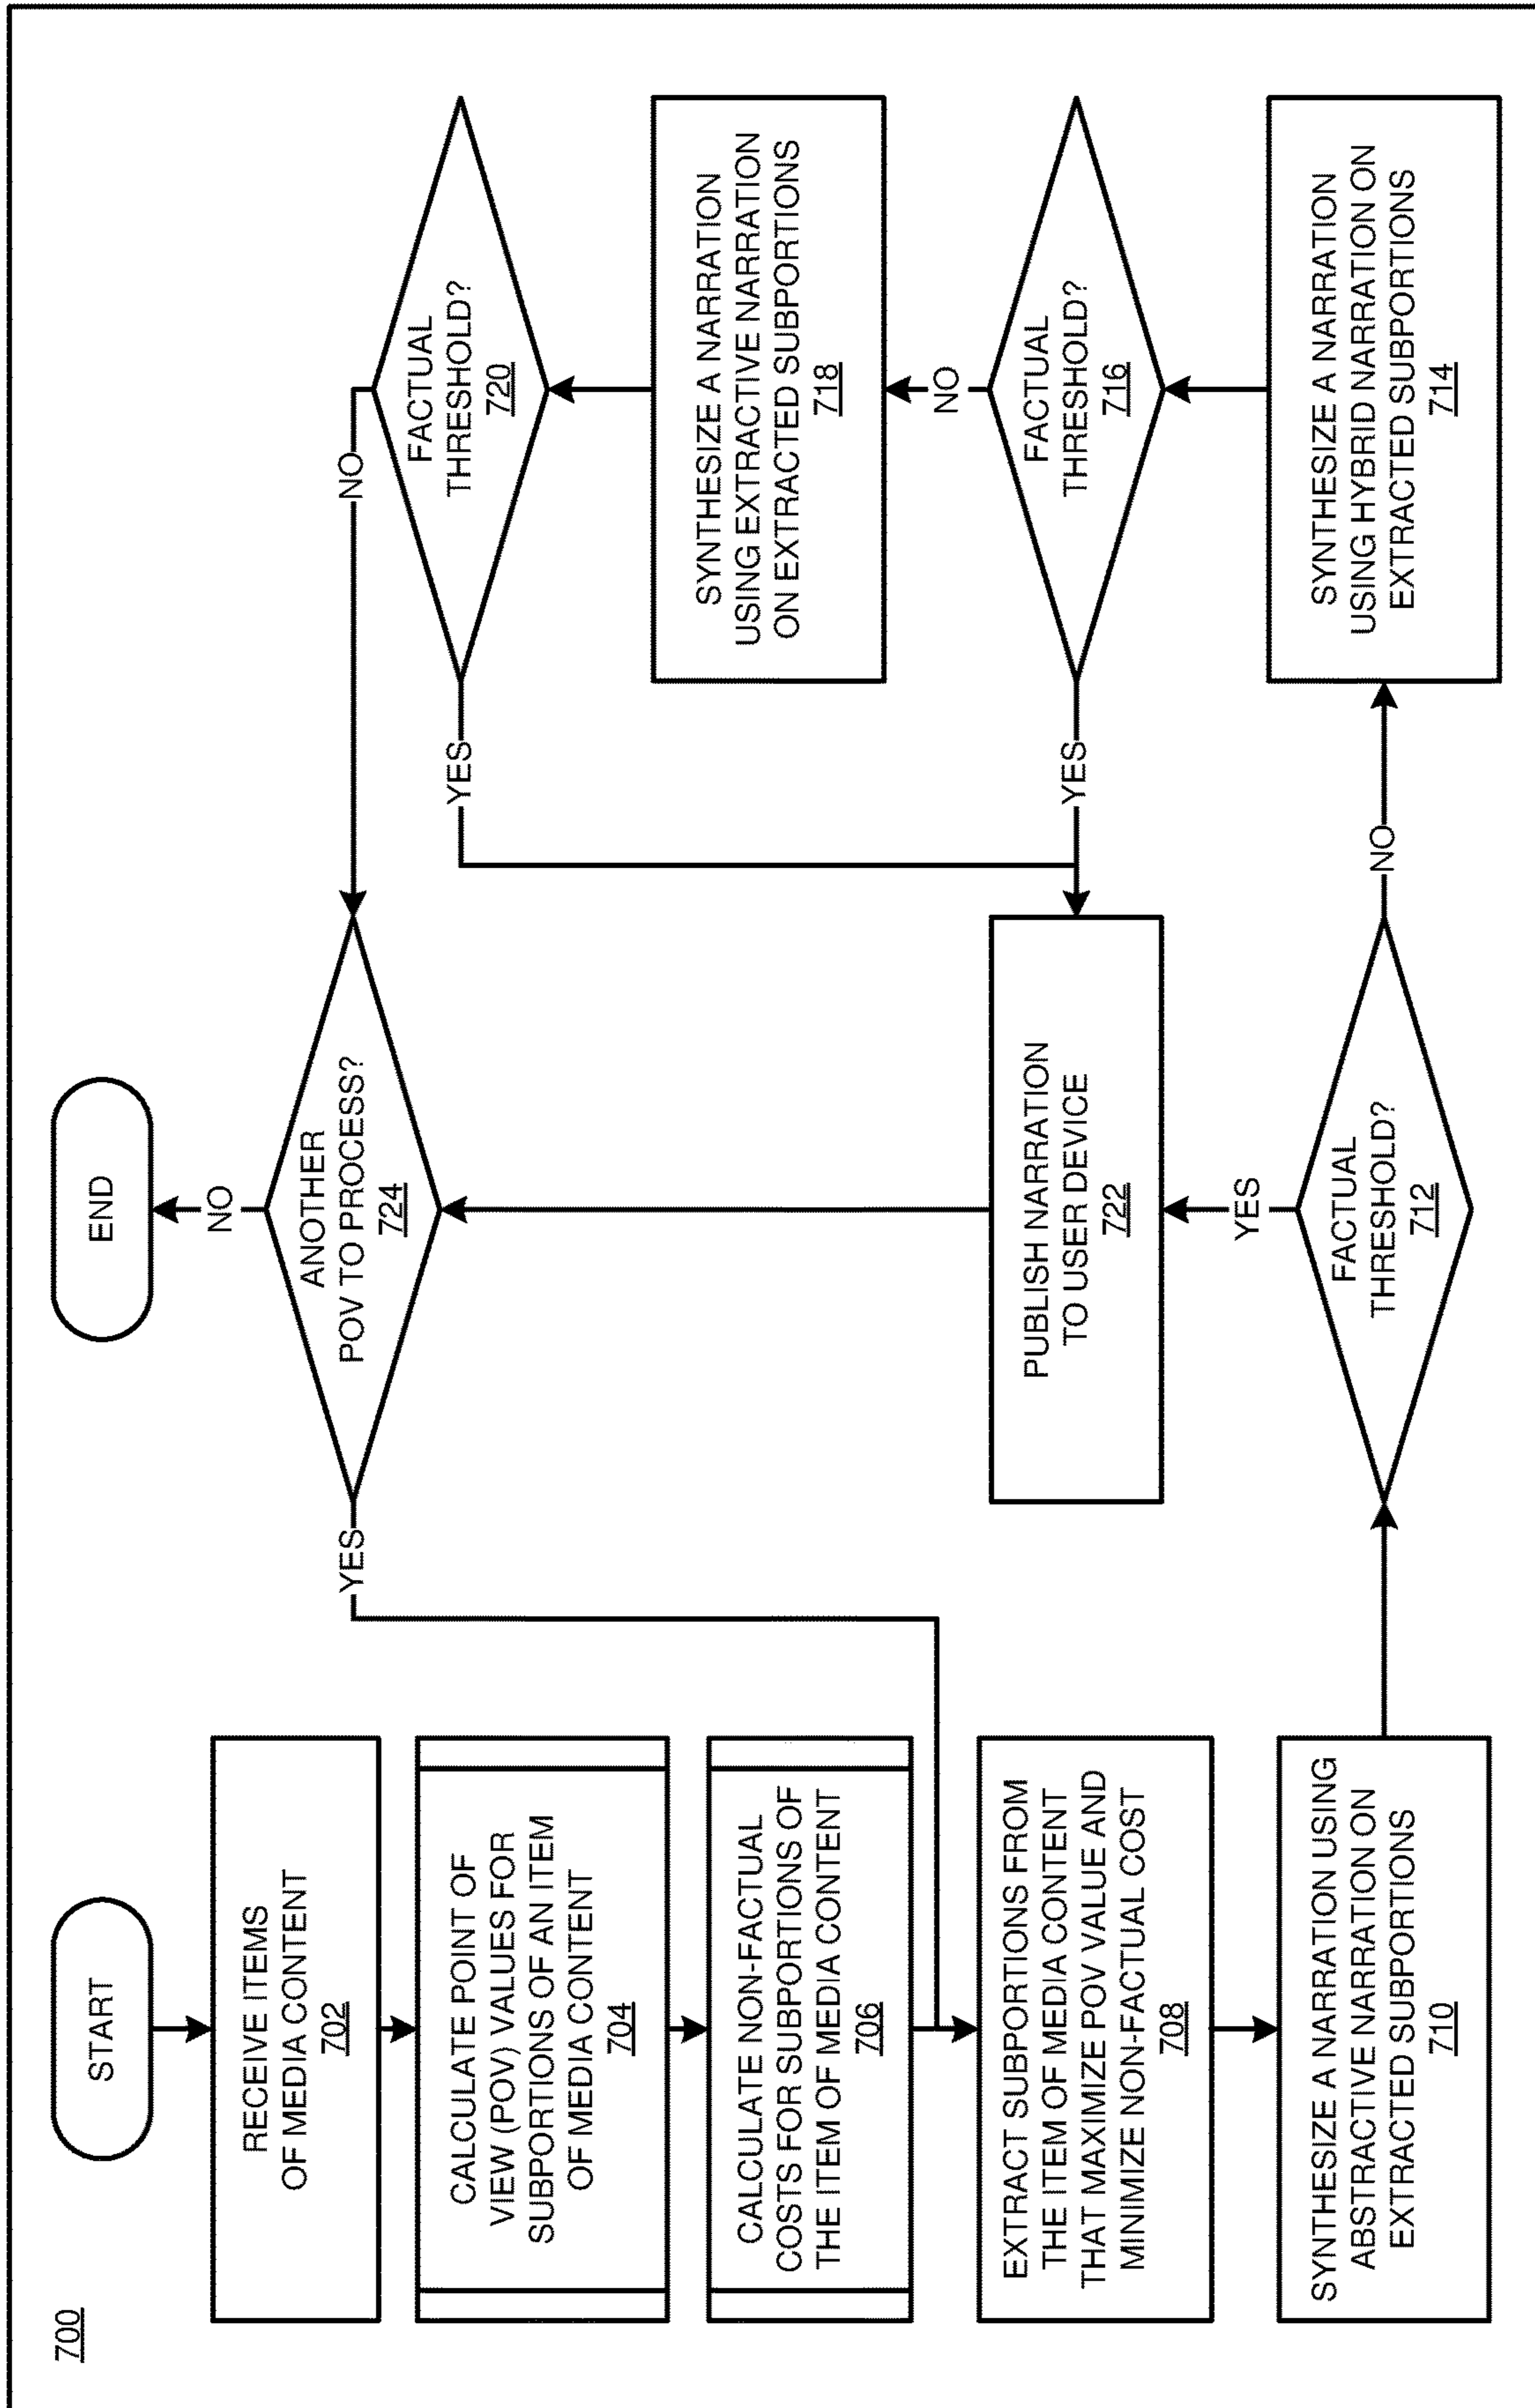 700
START
RECEIVE ITEMS
OF MEDIA CONTENT
702
CALCULATE POINT OF
VIEW (POV) VALUES FOR
SUBPORTIONS OF AN ITEM
OF MEDIA CONTENT
704
CALCULATE NON-FACTUAL
COSTS FOR SUBPORTIONS OF
THE ITEM OF MEDIA CONTENT
706
EXTRACT SUBPORTIONS FROM
THE ITEM OF MEDIA CONTENT
THAT MAXIMIZE POV VALUE AND
MINIMIZE NON-FACTUAL COST
708
SYNTHESIZE A NARRATION USING
ABSTRACTIVE NARRATION ON
EXTRACTED SUBPORTIONS
710
END
NO
ANOTHER
POV TO PROCESS?
724
YES
PUBLISH NARRATION
TO USER DEVICE
722
YES
FACTUAL
THRESHOLD?
712
NO
NO
FACTUAL
THRESHOLD?
720
YES
SYNTHESIZE A NARRATION
USING EXTRACTIVE NARRATION
ON EXTRACTED SUBPORTIONS
718
NO
FACTUAL
THRESHOLD?
716
YES
SYNTHESIZE A NARRATION
USING HYBRID NARRATION ON
EXTRACTED SUBPORTIONS
714